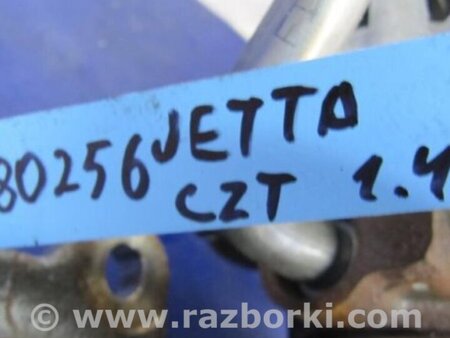 80256 JETTA
CZT 1.4
www.razborki.com